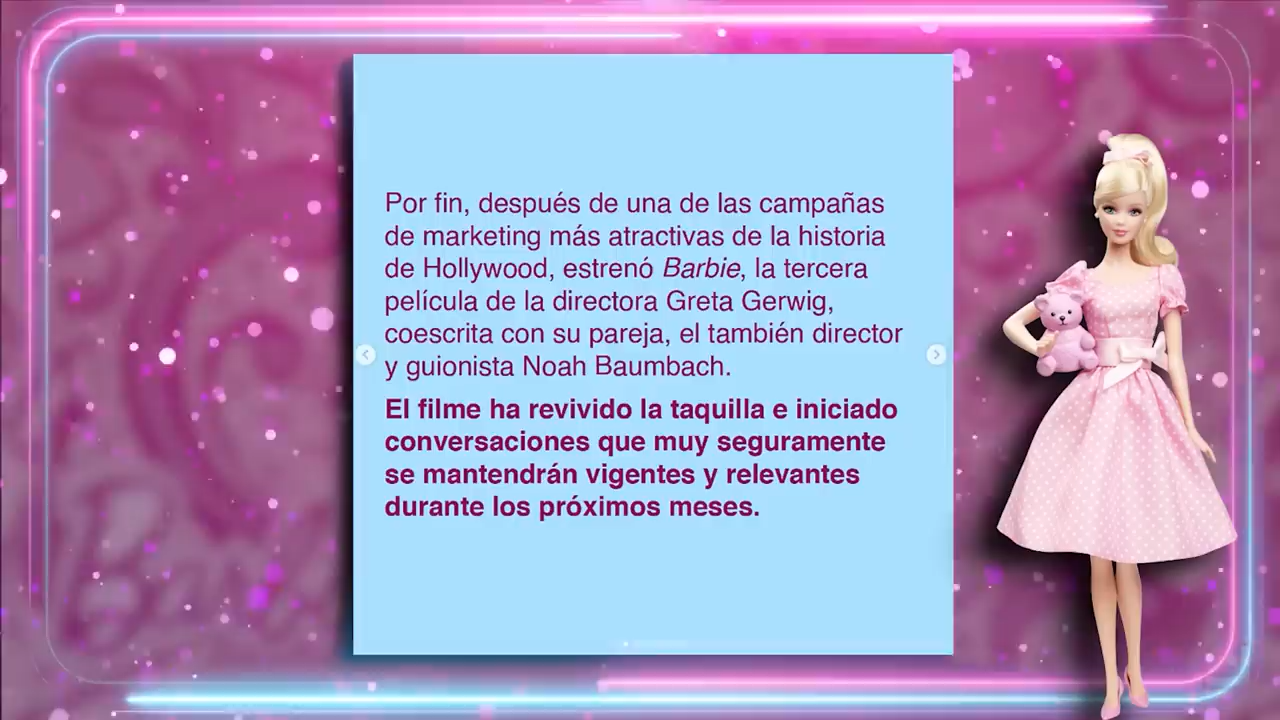 Por fin, después de una de las campañas
de marketing más atractivas de la historia
de Hollywood, estrenó Barbie, la tercera
película de la directora Greta Gerwig,
coescrita con su pareja, el también director
y guionista Noah Baumbach.
El filme ha revivido la taquilla e iniciado
conversaciones que muy seguramente
se mantendrán vigentes y relevantes
durante los próximos meses.